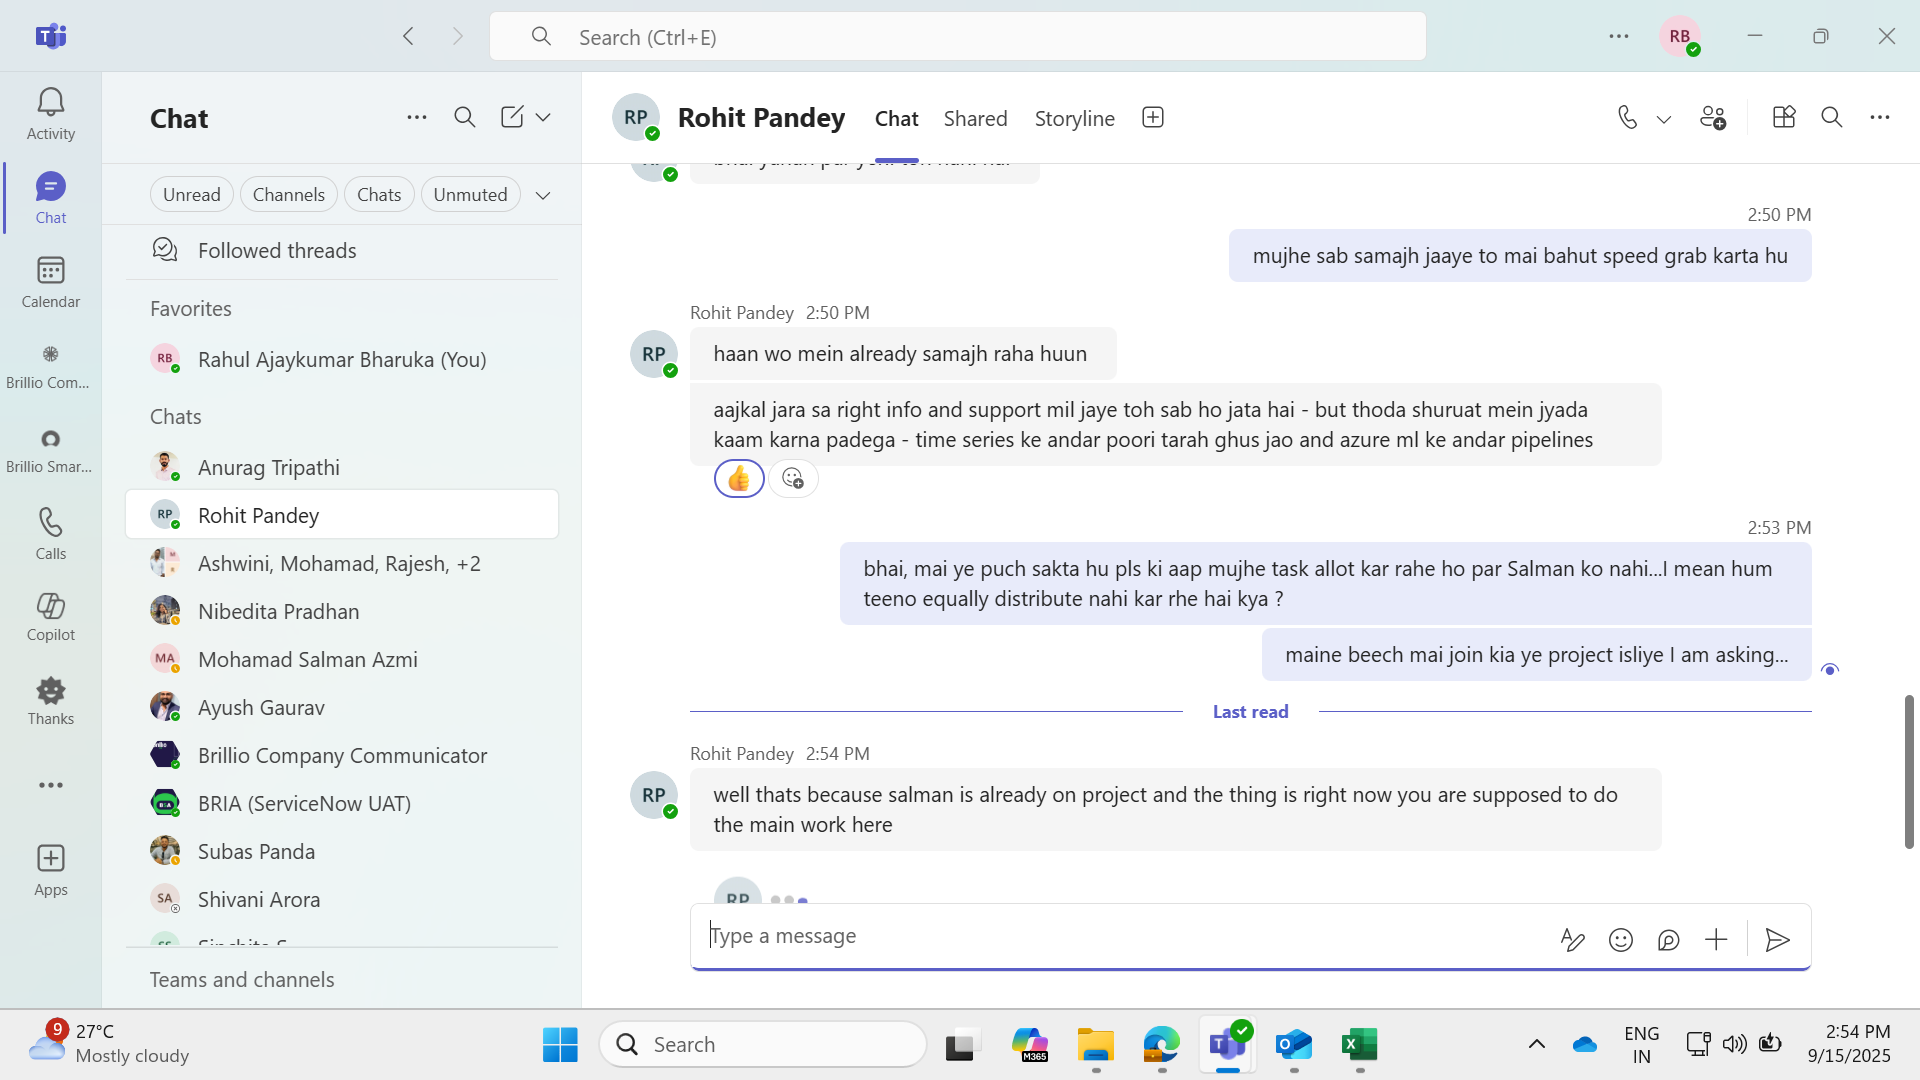 Search (Ctrl+E)
RB
Activity
Chat
Calendar
Brillio Com...
Brillio Smar...
Calls
Copilot
Thanks
Apps
Chat
Unread
Channels
Chats
Unmuted
Followed threads
Favorites
RB
Rahul Ajaykumar Bharuka (You)
Chats
Anurag Tripathi
RP
Rohit Pandey
Ashwini, Mohamad, Rajesh, +2
Nibedita Pradhan
MA
Mohamad Salman Azmi
Ayush Gaurav
Brillio Company Communicator
BRIA (ServiceNow UAT)
Subas Panda
SA
Shivani Arora
Teams and channels
RP
Rohit Pandey
Chat
Shared
Storyline
2:50 PM
mujhe sab samajh jaaye to mai bahut speed grab karta hu
Rohit Pandey 2:50 PM
RP
haan wo mein already samajh raha huun
aajkal jara sa right info and support mil jaye toh sab ho jata hai - but thoda shuruat mein jyada
kaam karna padega - time series ke andar poori tarah ghus jao and azure ml ke andar pipelines
2:53 PM
bhai, mai ye puch sakta hu pls ki aap mujhe task allot kar rahe ho par Salman ko nahi...I mean hum
teeno equally distribute nahi kar rhe hai kya ?
maine beech mai join kia ye project isliye I am asking...
Last read
Rohit Pandey 2:54 PM
RP
well thats because salman is already on project and the thing is right now you are supposed to do
the main work here
RP
Type a message
9
27°C
Mostly cloudy
Search
M365
ENG
IN
2:54 PM
9/15/2025